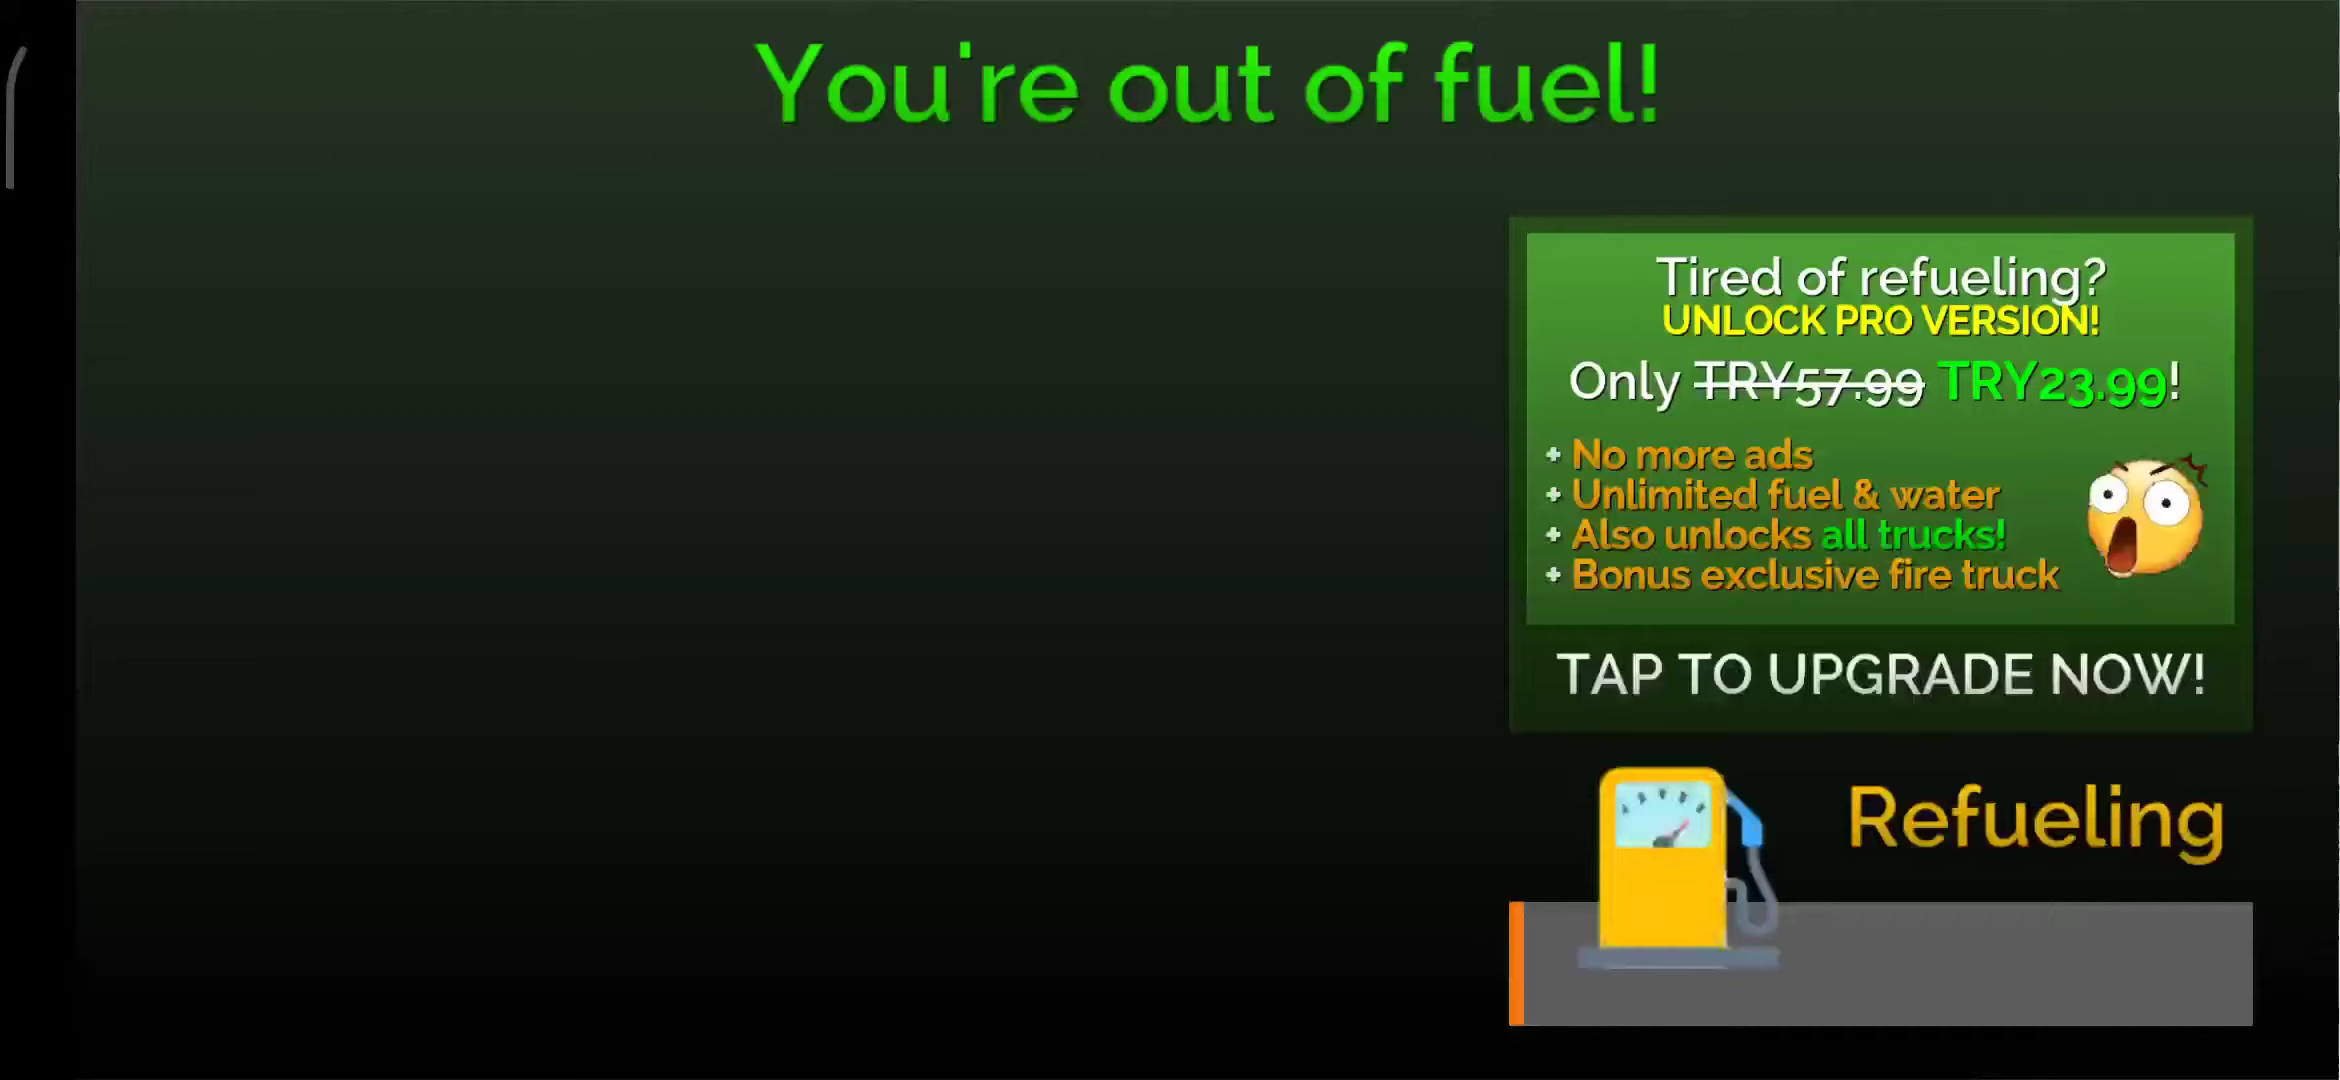 You're out of fuel!
Tired of refueling?
UNLOCK PRO VERSION!
Only TRY57.99 TRY23.99!
+ No more ads
+ Unlimited fuel & water
+ Also unlocks all trucks!
+ Bonus exclusive fire truck
TAP TO UPGRADE NOW!
Refueling